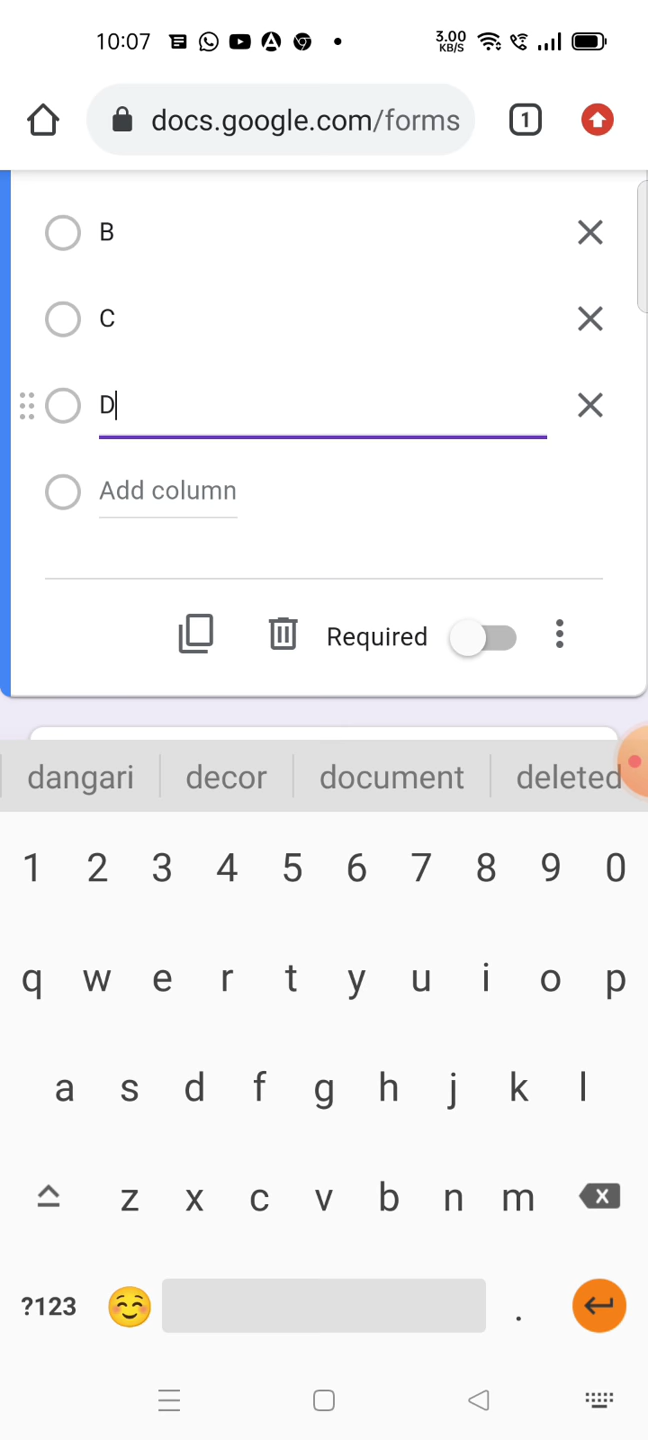 10:07 3.00 KB/S
docs.google.com/forms 1
B
C
D
Add column
Required
dangari decor document deleted
1 2 3 4 5 6 7 8 9 0
q w e r t y u i o p
a s d f g h j k l
z x c v b n m X
?123 .